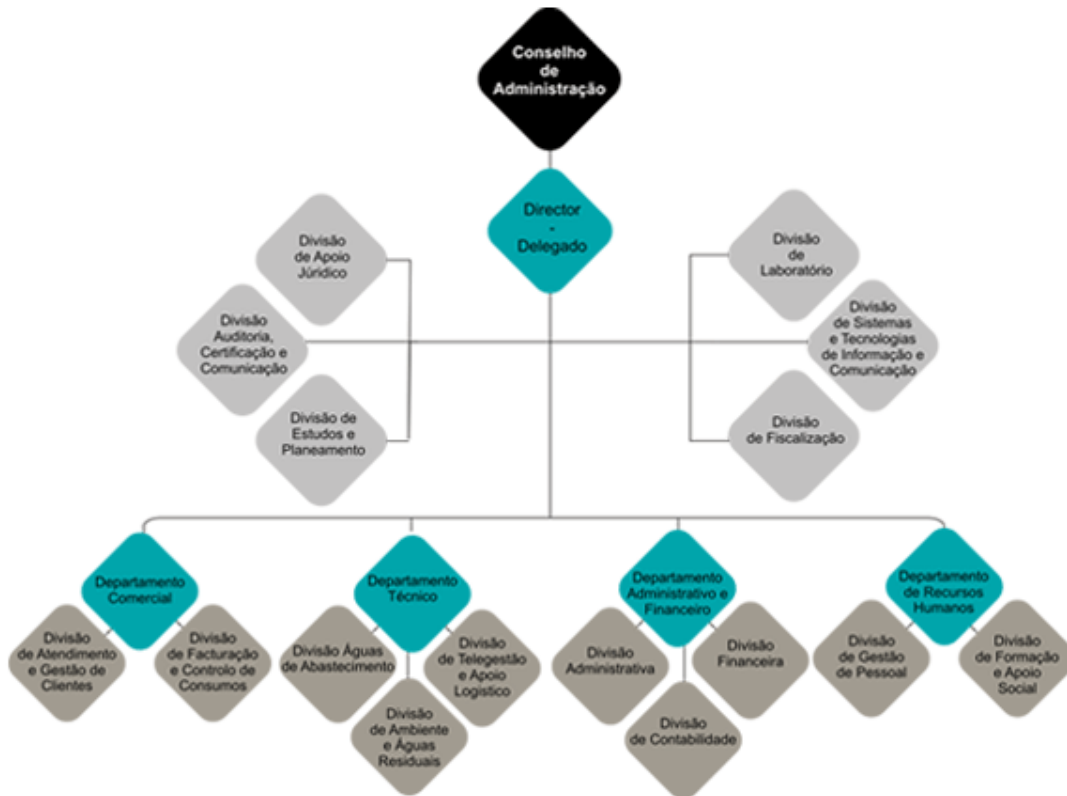 Conselho
de
Administração
Director
-
Delegado
Divisão
de Apoio
Júridico
Divisão
Auditoria,
Certificação e
Comunicação
Divisão de
Estudos e
Planeamento
Divisão
de
Laboratório
Divisão
de Sistemas
e Tecnologias
de Informação e
Comunicação
Divisão
de Fiscalização
Departamento
Comercial
Divisão
de Atendimento
e Gestão de
Clientes
Divisão
de Facturação
e Controlo de
Consumos
Departamento
Técnico
Divisão Águas
de Abastecimento
Divisão
de Ambiente
e Águas
Residuais
Divisão
de Telegestão
e Apoio
Logístico
Departamento
Administrativo e
Financeiro
Divisão
Administrativa
Divisão
de Contabilidade
Divisão
Financeira
Departamento
de Recursos
Humanos
Divisão
de Gestão
de Pessoal
Divisão
de Formação
e Apoio
Social